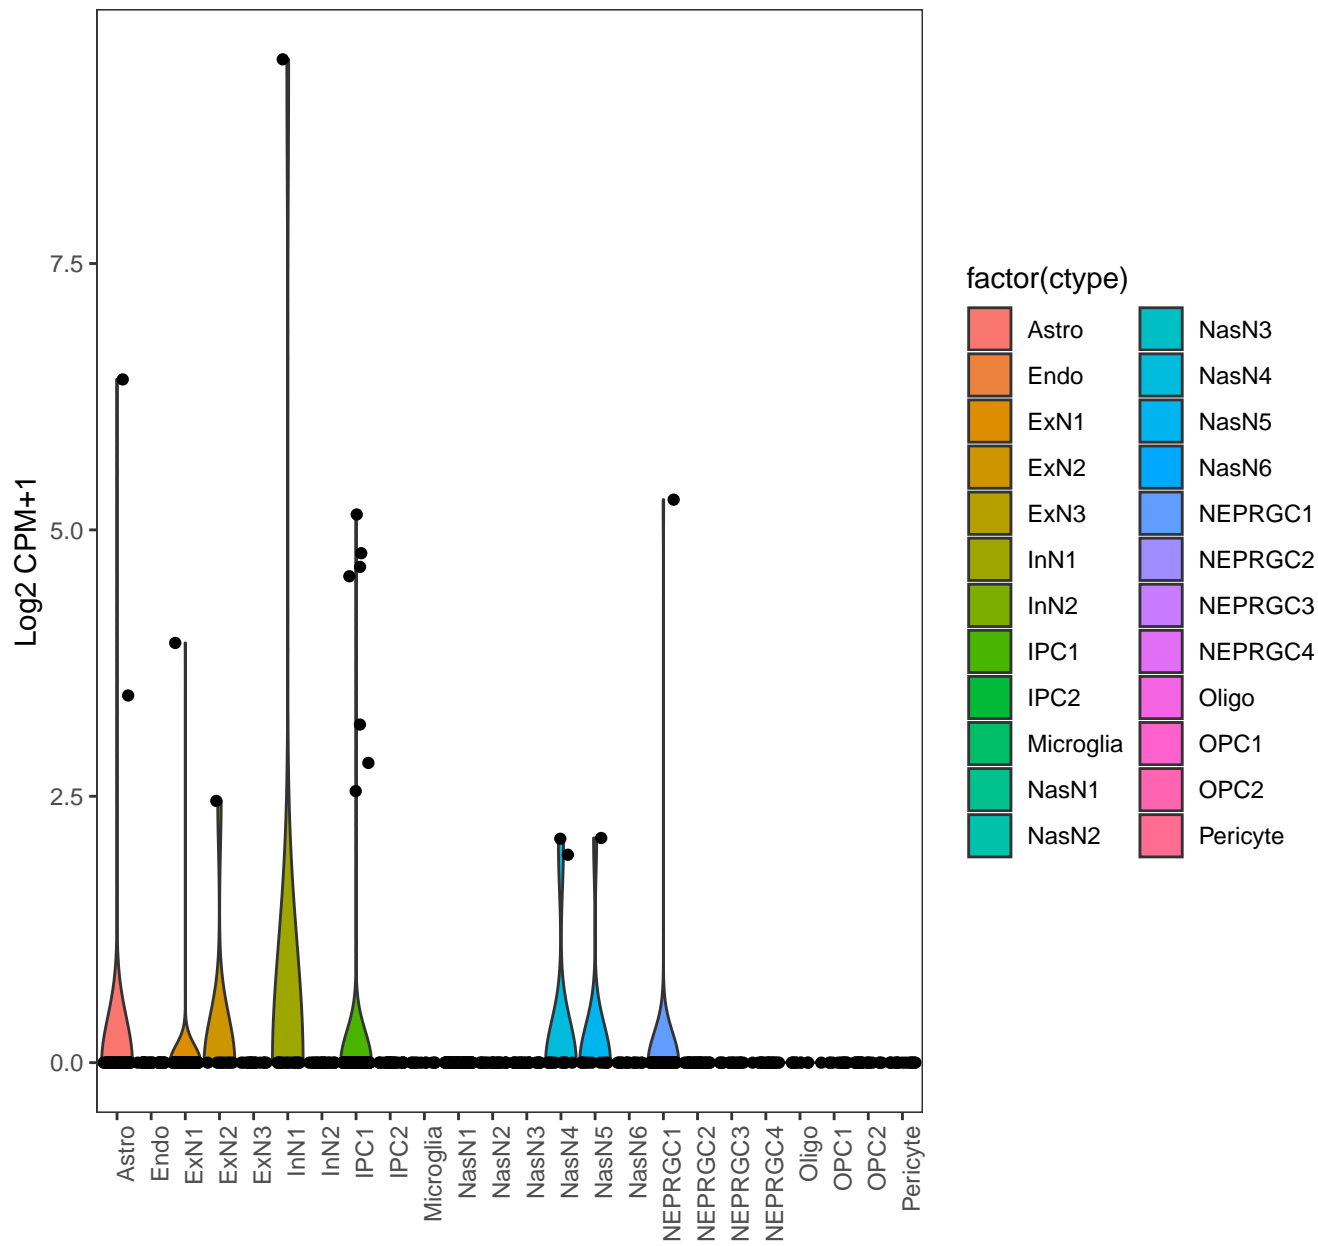 Log2 CPM+1
7.5
5.0
2.5
0.0
Astro
Endo
ExN1
ExN2
ExN3
InN1
InN2
IPC1
IPC2
Microglia
NasN1
NasN2
NasN3
NasN4
NasN5
NasN6
NEPRGC1
NEPRGC2
NEPRGC3
NEPRGC4
Oligo
OPC1
OPC2
Pericyte
factor(ctype)
Astro
Endo
ExN1
ExN2
ExN3
InN1
InN2
IPC1
IPC2
Microglia
NasN1
NasN2
NasN3
NasN4
NasN5
NasN6
NEPRGC1
NEPRGC2
NEPRGC3
NEPRGC4
Oligo
OPC1
OPC2
Pericyte